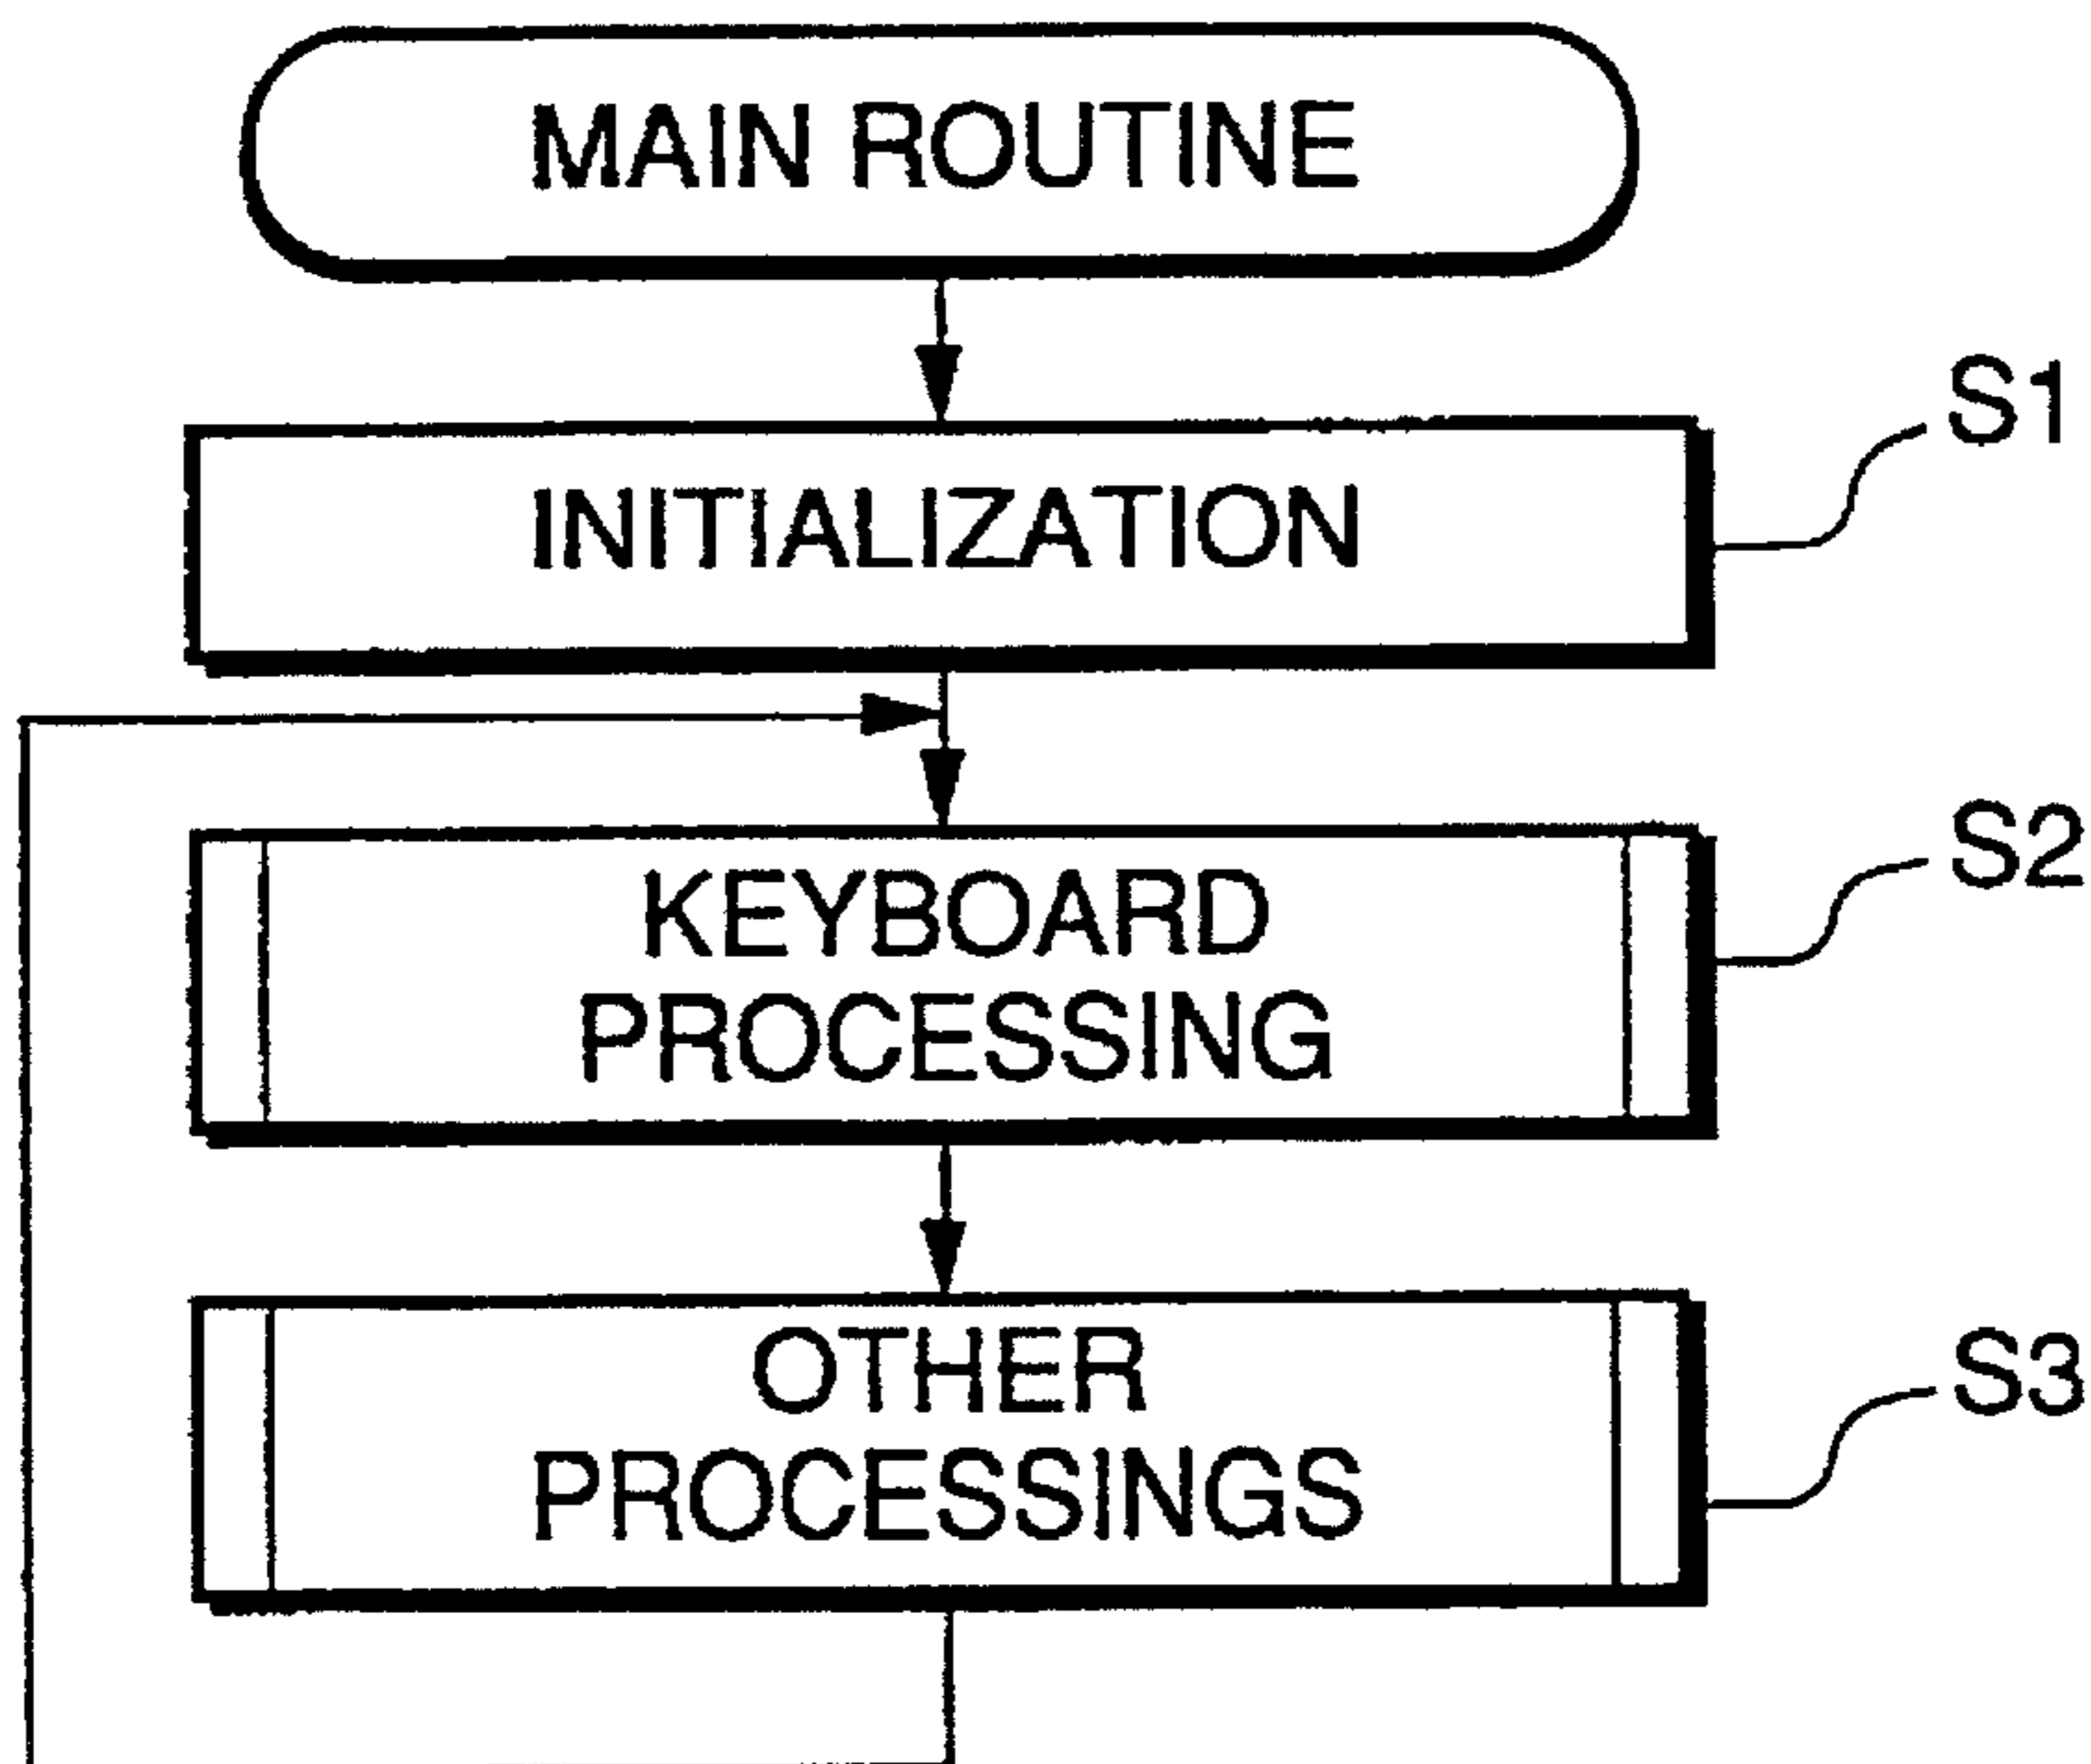 MAIN ROUTINE
INITIALIZATION
S1
KEYBOARD
PROCESSING
S2
OTHER
PROCESSINGS
S3